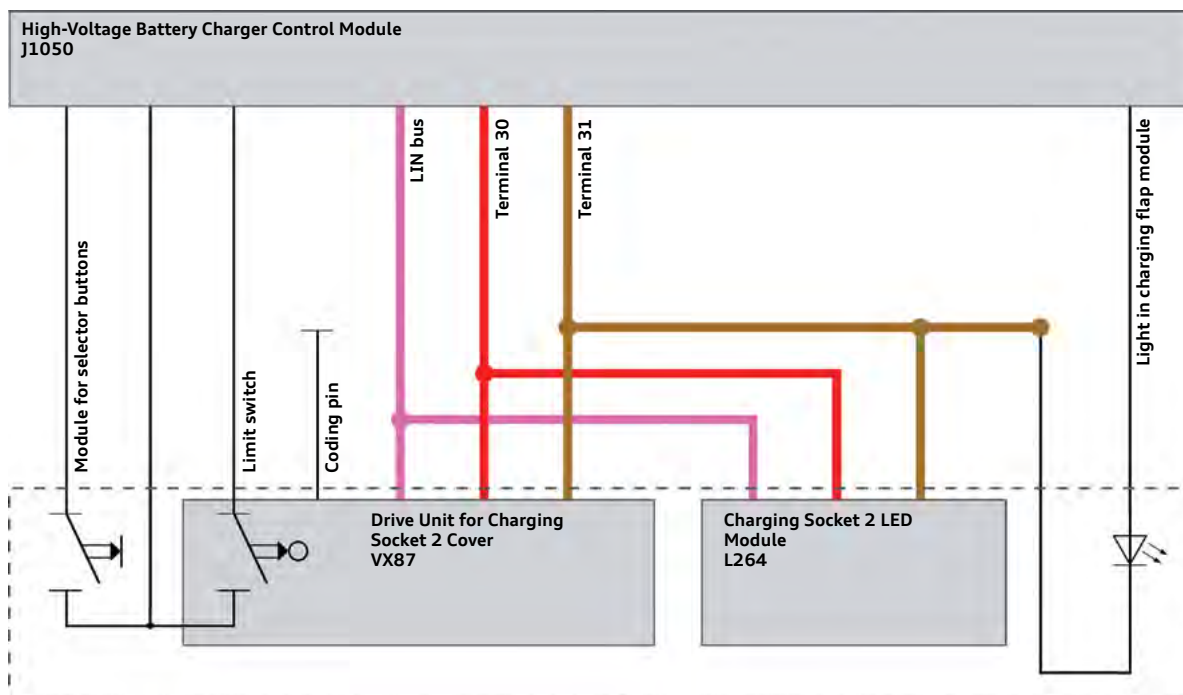 High-Voltage Battery Charger Control Module
J1050
Module for selector buttons
Limit switch
Coding pin
LIN bus
Terminal 30
Terminal 31
Light in charging flap module
Drive Unit for Charging
Socket 2 Cover
VX87
Charging Socket 2 LED
Module
L264